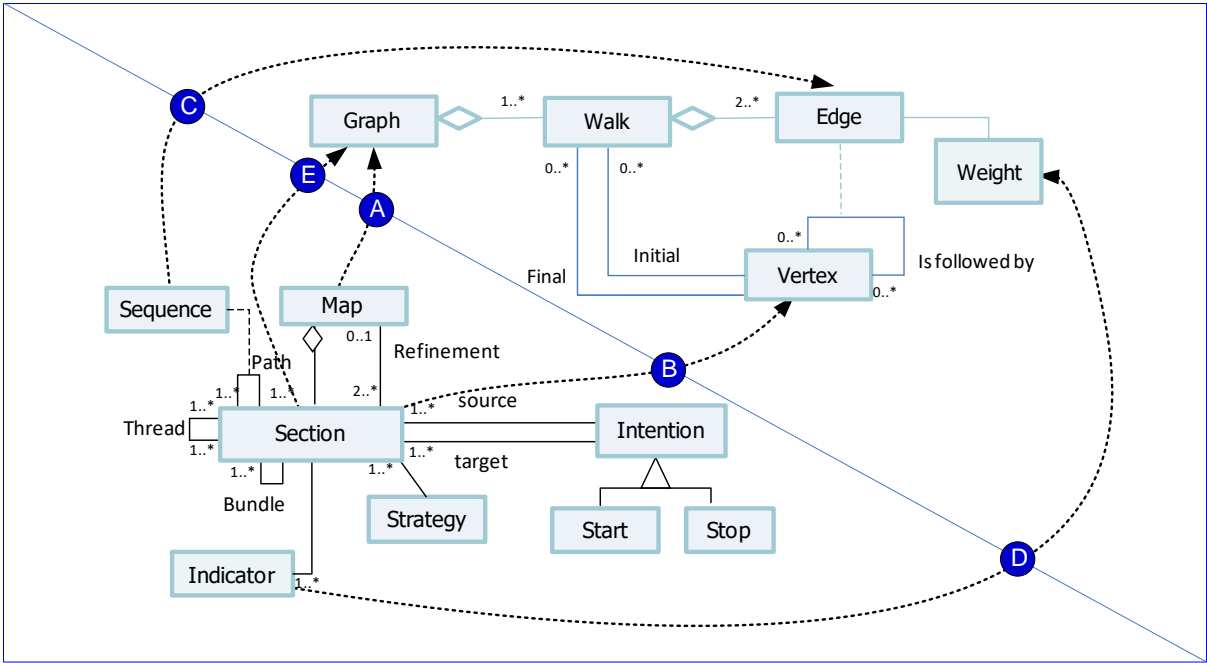 C
1..*
2..*
Graph
Walk
Edge
Weight
0..*
0..*
E
A
0..*
Initial
Final
Vertex
Is followed by
0..*
Sequence
Map
0..1
Refinement
Path
B
1..*
1..*
2..*
1..*
1..*
source
Thread
Section
Intention
1..*
1..*
target
1..*
1..*
Bundle
Strategy
Start
Stop
D
Indicator
1..*